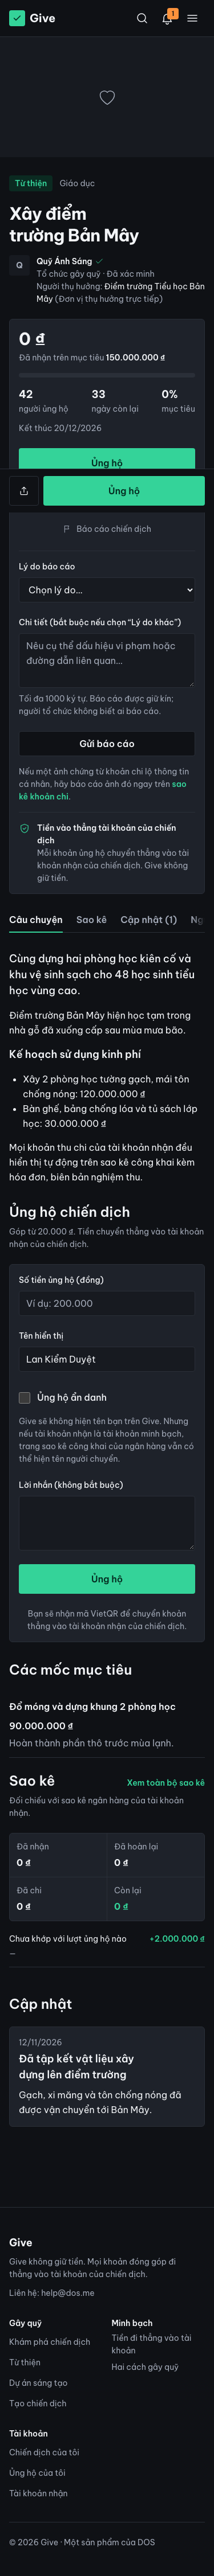 Give
1
Từ thiện
Giáo dục
Xây điểm
trường Bản Mây
Q
Quỹ Ánh Sáng
Tổ chức gây quỹ · Đã xác minh
Người thụ hưởng: Điểm trường Tiểu học Bản
Mây (Đơn vị thụ hưởng trực tiếp)
0 ₫
Đã nhận trên mục tiêu 150.000.000 ₫
42
33
0%
người ủng hộ
ngày còn lại
mục tiêu
Kết thúc 20/12/2026
Ủng hộ
Ủng hộ
Báo cáo chiến dịch
Lý do báo cáo
Chọn lý do...
Chi tiết (bắt buộc nếu chọn “Lý do khác”)
Nêu cụ thể dấu hiệu vi phạm hoặc
đường dẫn liên quan...
Tối đa 1000 ký tự. Báo cáo được giữ kín;
người tổ chức không biết ai báo cáo.
Gửi báo cáo
Nếu một bản chứng từ khoản chi lộ thông tin
cá nhân, hãy báo cáo ảnh đó ngay trên sao
kê khoản chi.
Tiền vào thẳng tài khoản của chiến
dịch
Mỗi khoản ủng hộ chuyển thẳng vào tài
khoản nhận của chiến dịch. Give không
giữ tiền.
Câu chuyện
Sao kê
Cập nhật (1)
Ng
Cùng dựng hai phòng học kiên cố và
khu vệ sinh sạch cho 48 học sinh tiểu
học vùng cao.
Điểm trường Bản Mây hiện học tạm trong
nhà gỗ đã xuống cấp sau mùa mưa bão.
Kế hoạch sử dụng kinh phí
• Xây 2 phòng học tường gạch, mái tôn
chống nóng: 120.000.000 ₫
• Bàn ghế, bảng chống lóa và tủ sách lớp
học: 30.000.000 ₫
Mọi khoản thu chi của tài khoản nhận đều
hiển thị tự động trên sao kê công khai kèm
hóa đơn, biên bản nghiệm thu.
Ủng hộ chiến dịch
Góp từ 20.000 ₫. Tiền chuyển thẳng vào tài khoản
nhận của chiến dịch.
Số tiền ủng hộ (đồng)
Ví dụ: 200.000
Tên hiển thị
Lan Kiểm Duyệt
Ủng hộ ẩn danh
Give sẽ không hiện tên bạn trên Give. Nhưng
nếu tài khoản nhận là tài khoản minh bạch,
trang sao kê công khai của ngân hàng vẫn có
thể hiện tên người chuyển.
Lời nhắn (không bắt buộc)
Ủng hộ
Bạn sẽ nhận mã VietQR để chuyển khoản
thẳng vào tài khoản nhận của chiến dịch.
Các mốc mục tiêu
Đổ móng và dựng khung 2 phòng học
90.000.000 ₫
Hoàn thành phần thô trước mùa lạnh.
Sao kê
Xem toàn bộ sao kê
Đối chiếu với sao kê ngân hàng của tài khoản
nhận.
Đã nhận
Đã hoàn lại
0 ₫
0 ₫
Đã chi
Còn lại
0 ₫
0 ₫
Chưa khớp với lượt ủng hộ nào
+2.000.000 ₫
—
Cập nhật
12/11/2026
Đã tập kết vật liệu xây
dựng lên điểm trường
Gạch, xi măng và tôn chống nóng đã
được vận chuyển tới Bản Mây.
Give
Give không giữ tiền. Mọi khoản đóng góp đi
thẳng vào tài khoản của chiến dịch.
Liên hệ: help@dos.me
Gây quỹ
Minh bạch
Khám phá chiến dịch
Tiền đi thẳng vào tài
khoản
Từ thiện
Hai cách gây quỹ
Dự án sáng tạo
Tạo chiến dịch
Tài khoản
Chiến dịch của tôi
Ủng hộ của tôi
Tài khoản nhận
© 2026 Give · Một sản phẩm của DOS